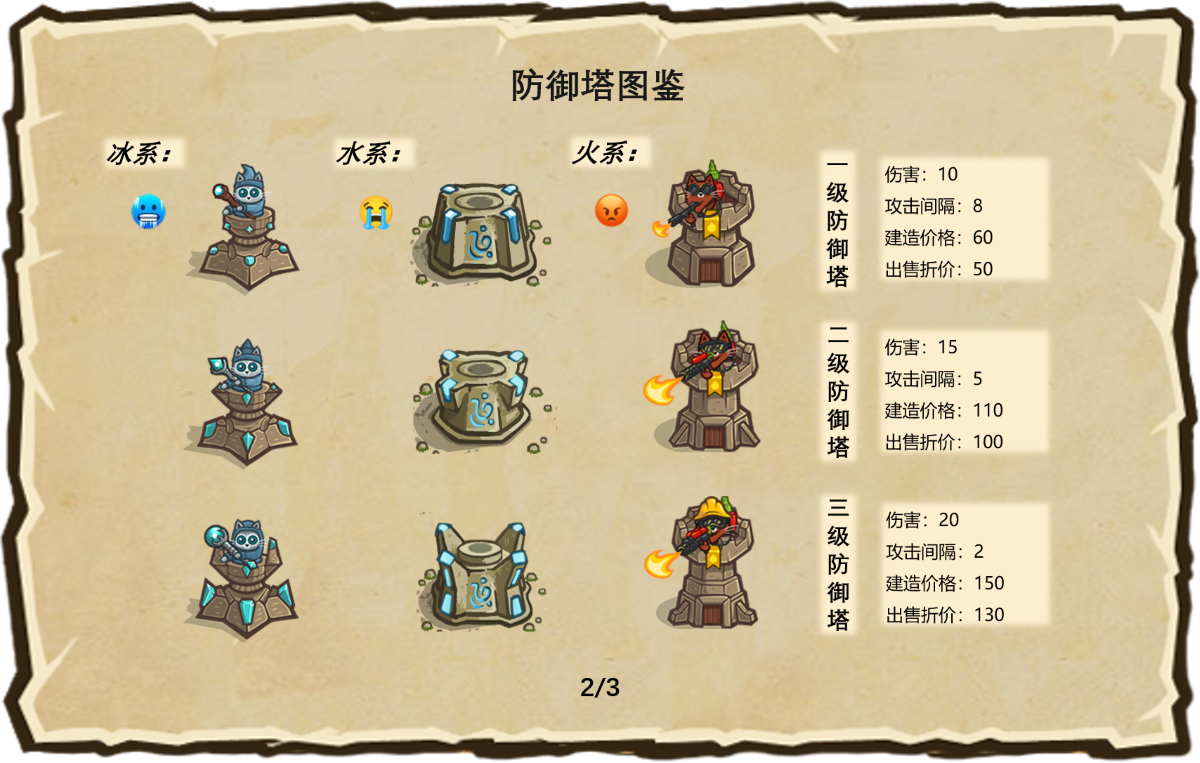 防御塔图鉴
冰系：
水系：
火系：
一级防御塔
伤害：10
攻击间隔：8
建造价格：60
出售折价：50
二级防御塔
伤害：15
攻击间隔：5
建造价格：110
出售折价：100
三级防御塔
伤害：20
攻击间隔：2
建造价格：150
出售折价：130
2/3